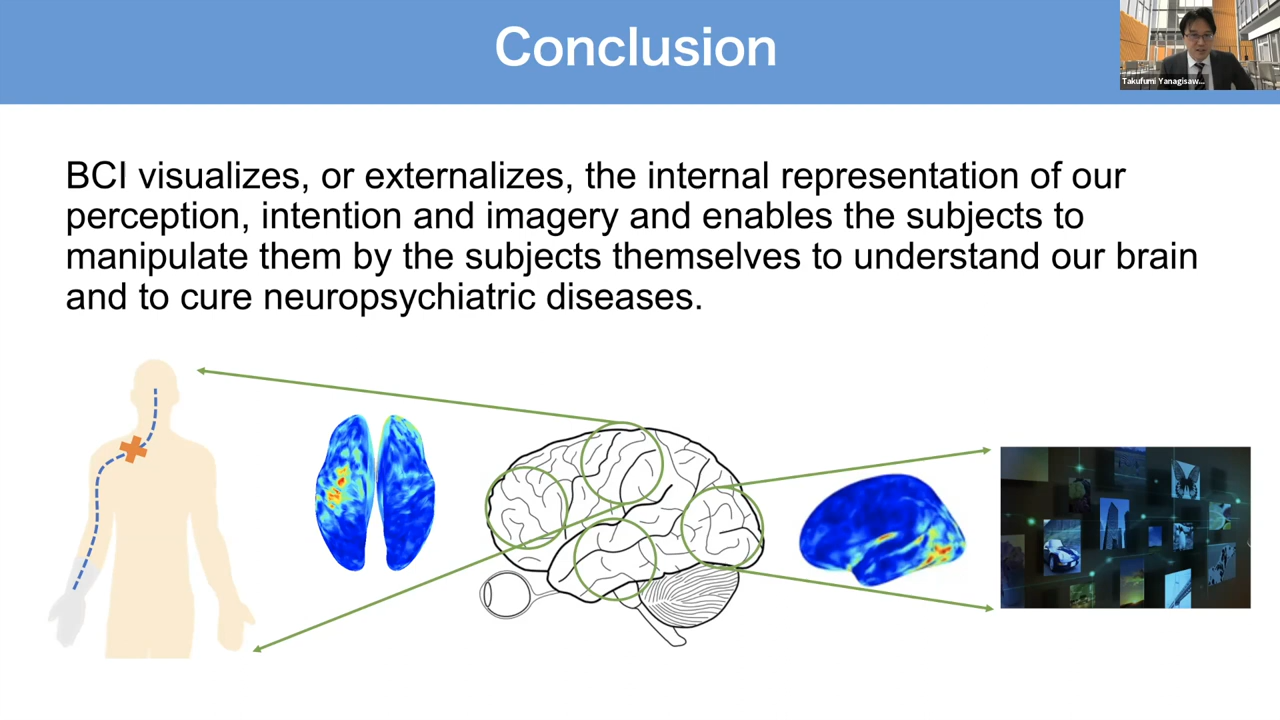 Conclusion
Takufumi Yanagisaw...
BCI visualizes, or externalizes, the internal representation of our
perception, intention and imagery and enables the subjects to
manipulate them by the subjects themselves to understand our brain
and to cure neuropsychiatric diseases.